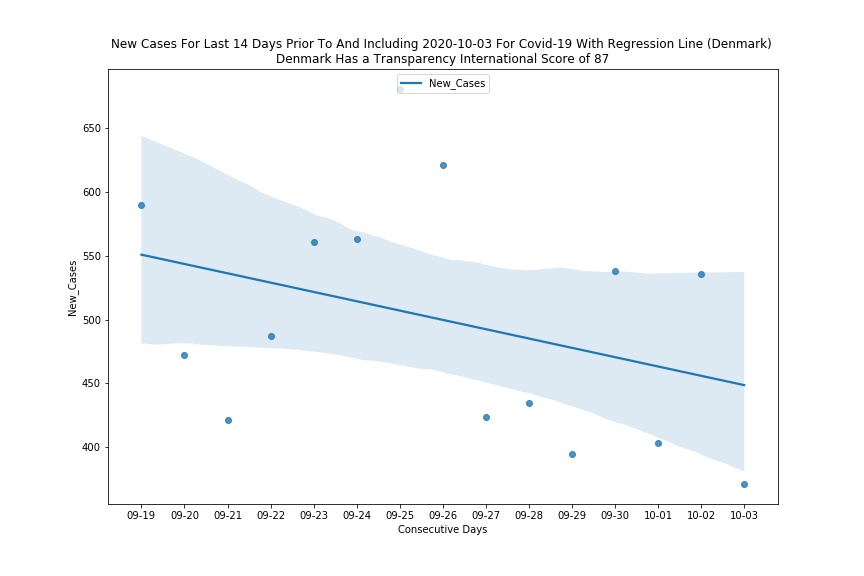 New Cases For Last 14 Days Prior To And Including 2020-10-03 For Covid-19 With Regression Line (Denmark)
Denmark Has a Transparency International Score of 87
New_Cases
650
600
550
500
450
400
New_Cases
09-19 09-20 09-21 09-22 09-23 09-24 09-25 09-26 09-27 09-28 09-29 09-30 10-01 10-02 10-03
Consecutive Days